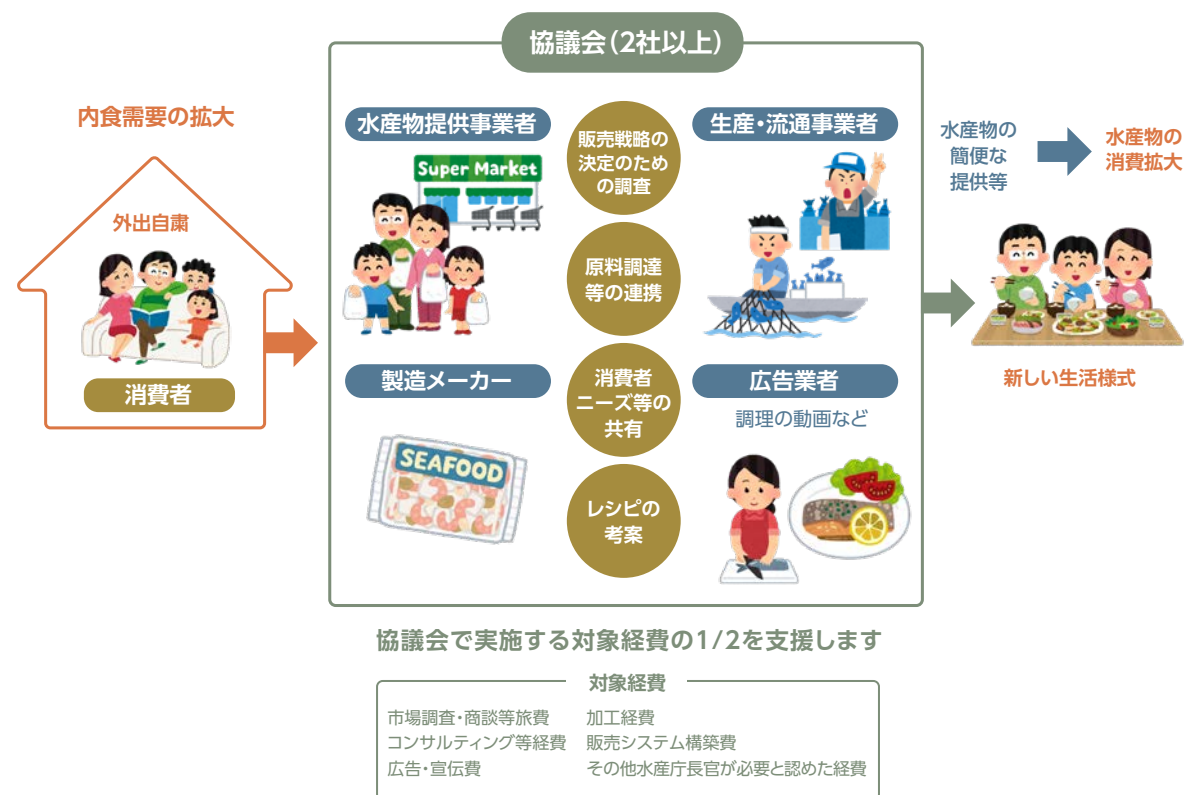 協議会(2社以上)
内食需要の拡大
外出自粛
消費者
水産物提供事業者
Super Market
製造メーカー
SEAFOOD
販売戦略の
決定のため
の調査
原料調達
等の連携
消費者
ニーズ等の
共有
レシピの
考案
生産・流通事業者
広告業者
調理の動画など
水産物の
簡便な
提供等
水産物の
消費拡大
新しい生活様式
協議会で実施する対象経費の1/2を支援します
対象経費
市場調査・商談等旅費
コンサルティング等経費
広告・宣伝費
加工経費
販売システム構築費
その他水産庁長官が必要と認めた経費